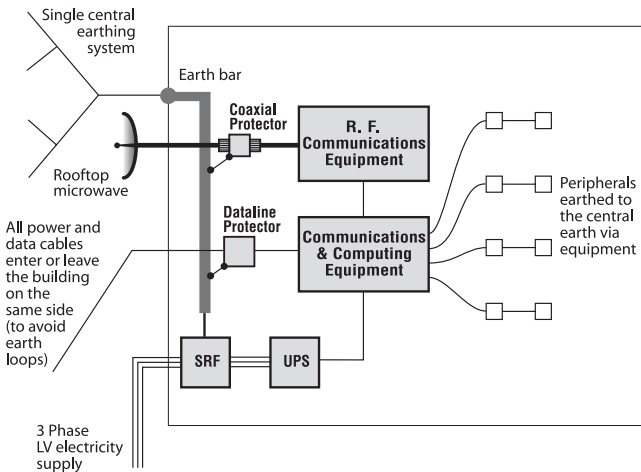 Single central
earthing
system
Earth bar
Coaxial
Protector
R. F.
Communications
Equipment
Rooftop
microwave
Peripherals
earthed to
the central
earth via
equipment
All power and
data cables
enter or leave
the building
on the
same side
(to avoid
earth
loops)
Dataline
Protector
Communications
& Computing
Equipment
SRF
UPS
3 Phase
LV electricity
supply